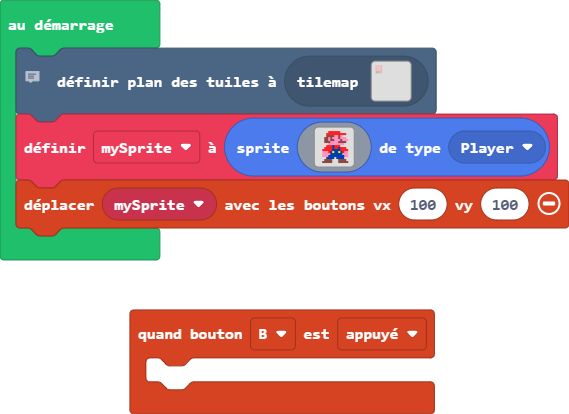 au démarrage
définir plan des tuiles à tilemap
définir mySprite à sprite de type Player
déplacer mySprite avec les boutons vx 100 vy 100
quand bouton B est appuyé